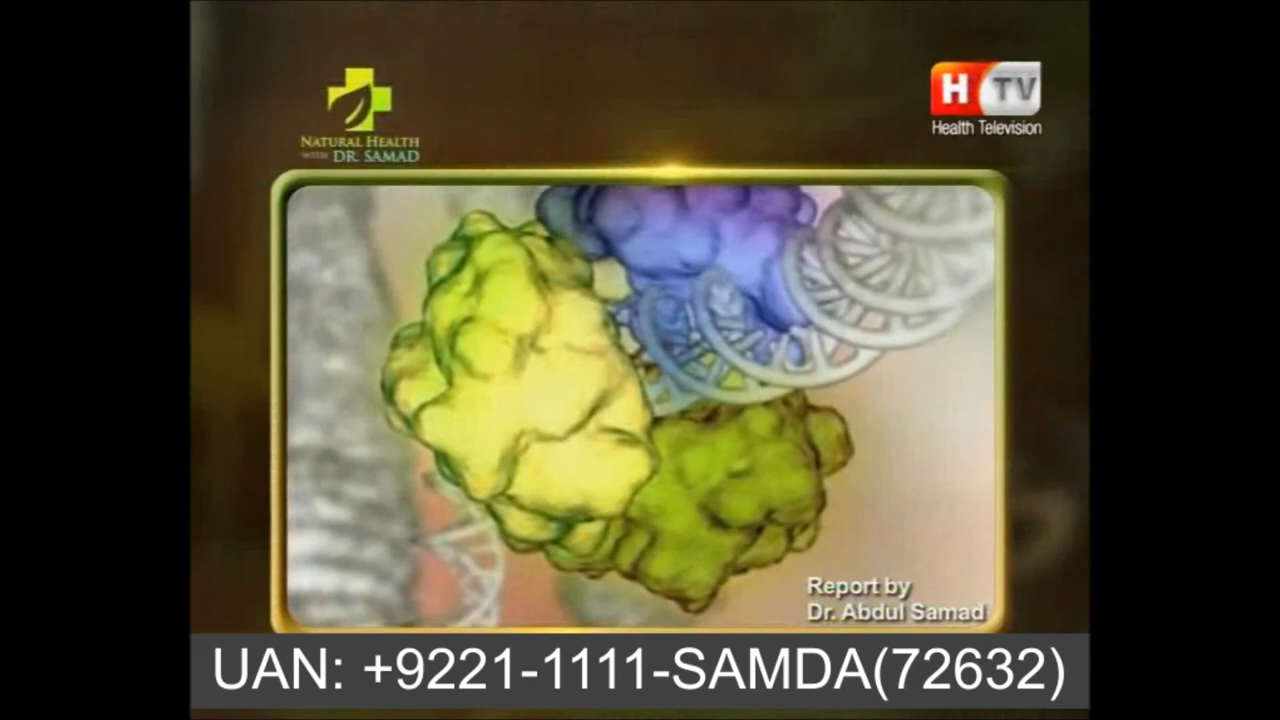 NATURAL HEALTH
WITH DR. SAMAD
H TV
Health Television
Report by
Dr. Abdul Samad
UAN: +9221-1111-SAMDA(72632)